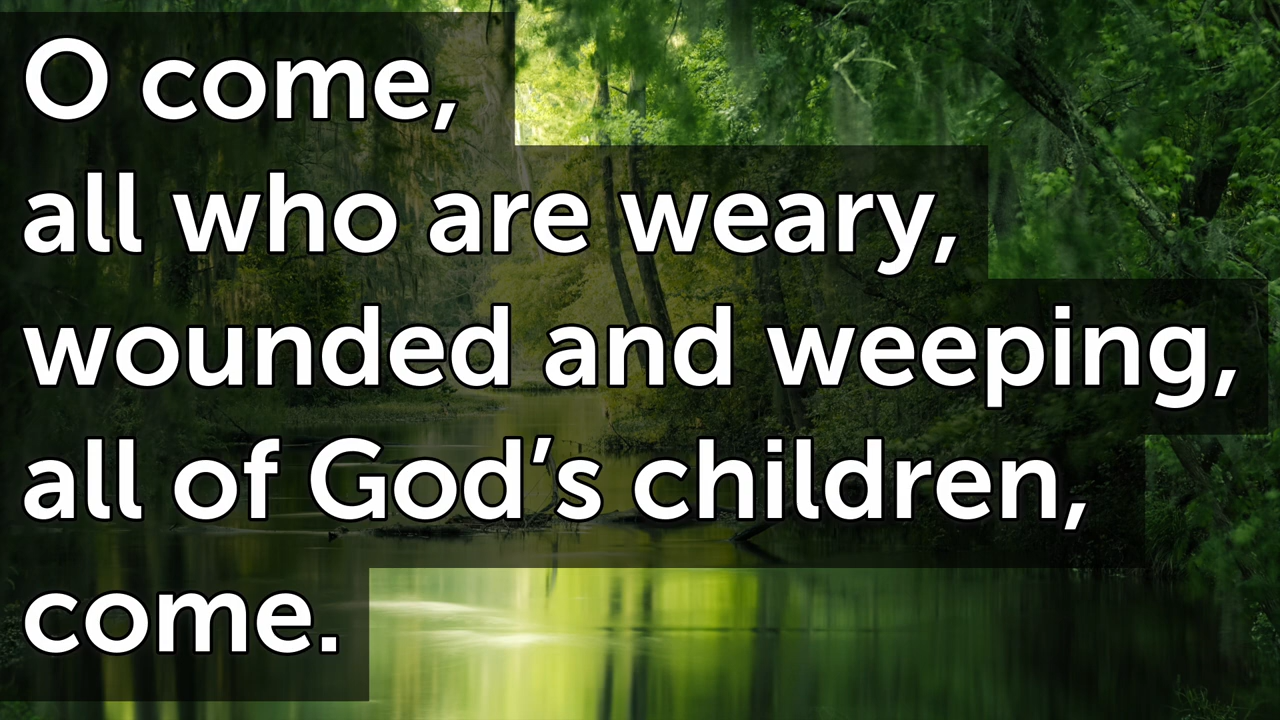 O come,
all who are weary,
wounded and weeping,
all of God’s children,
come.